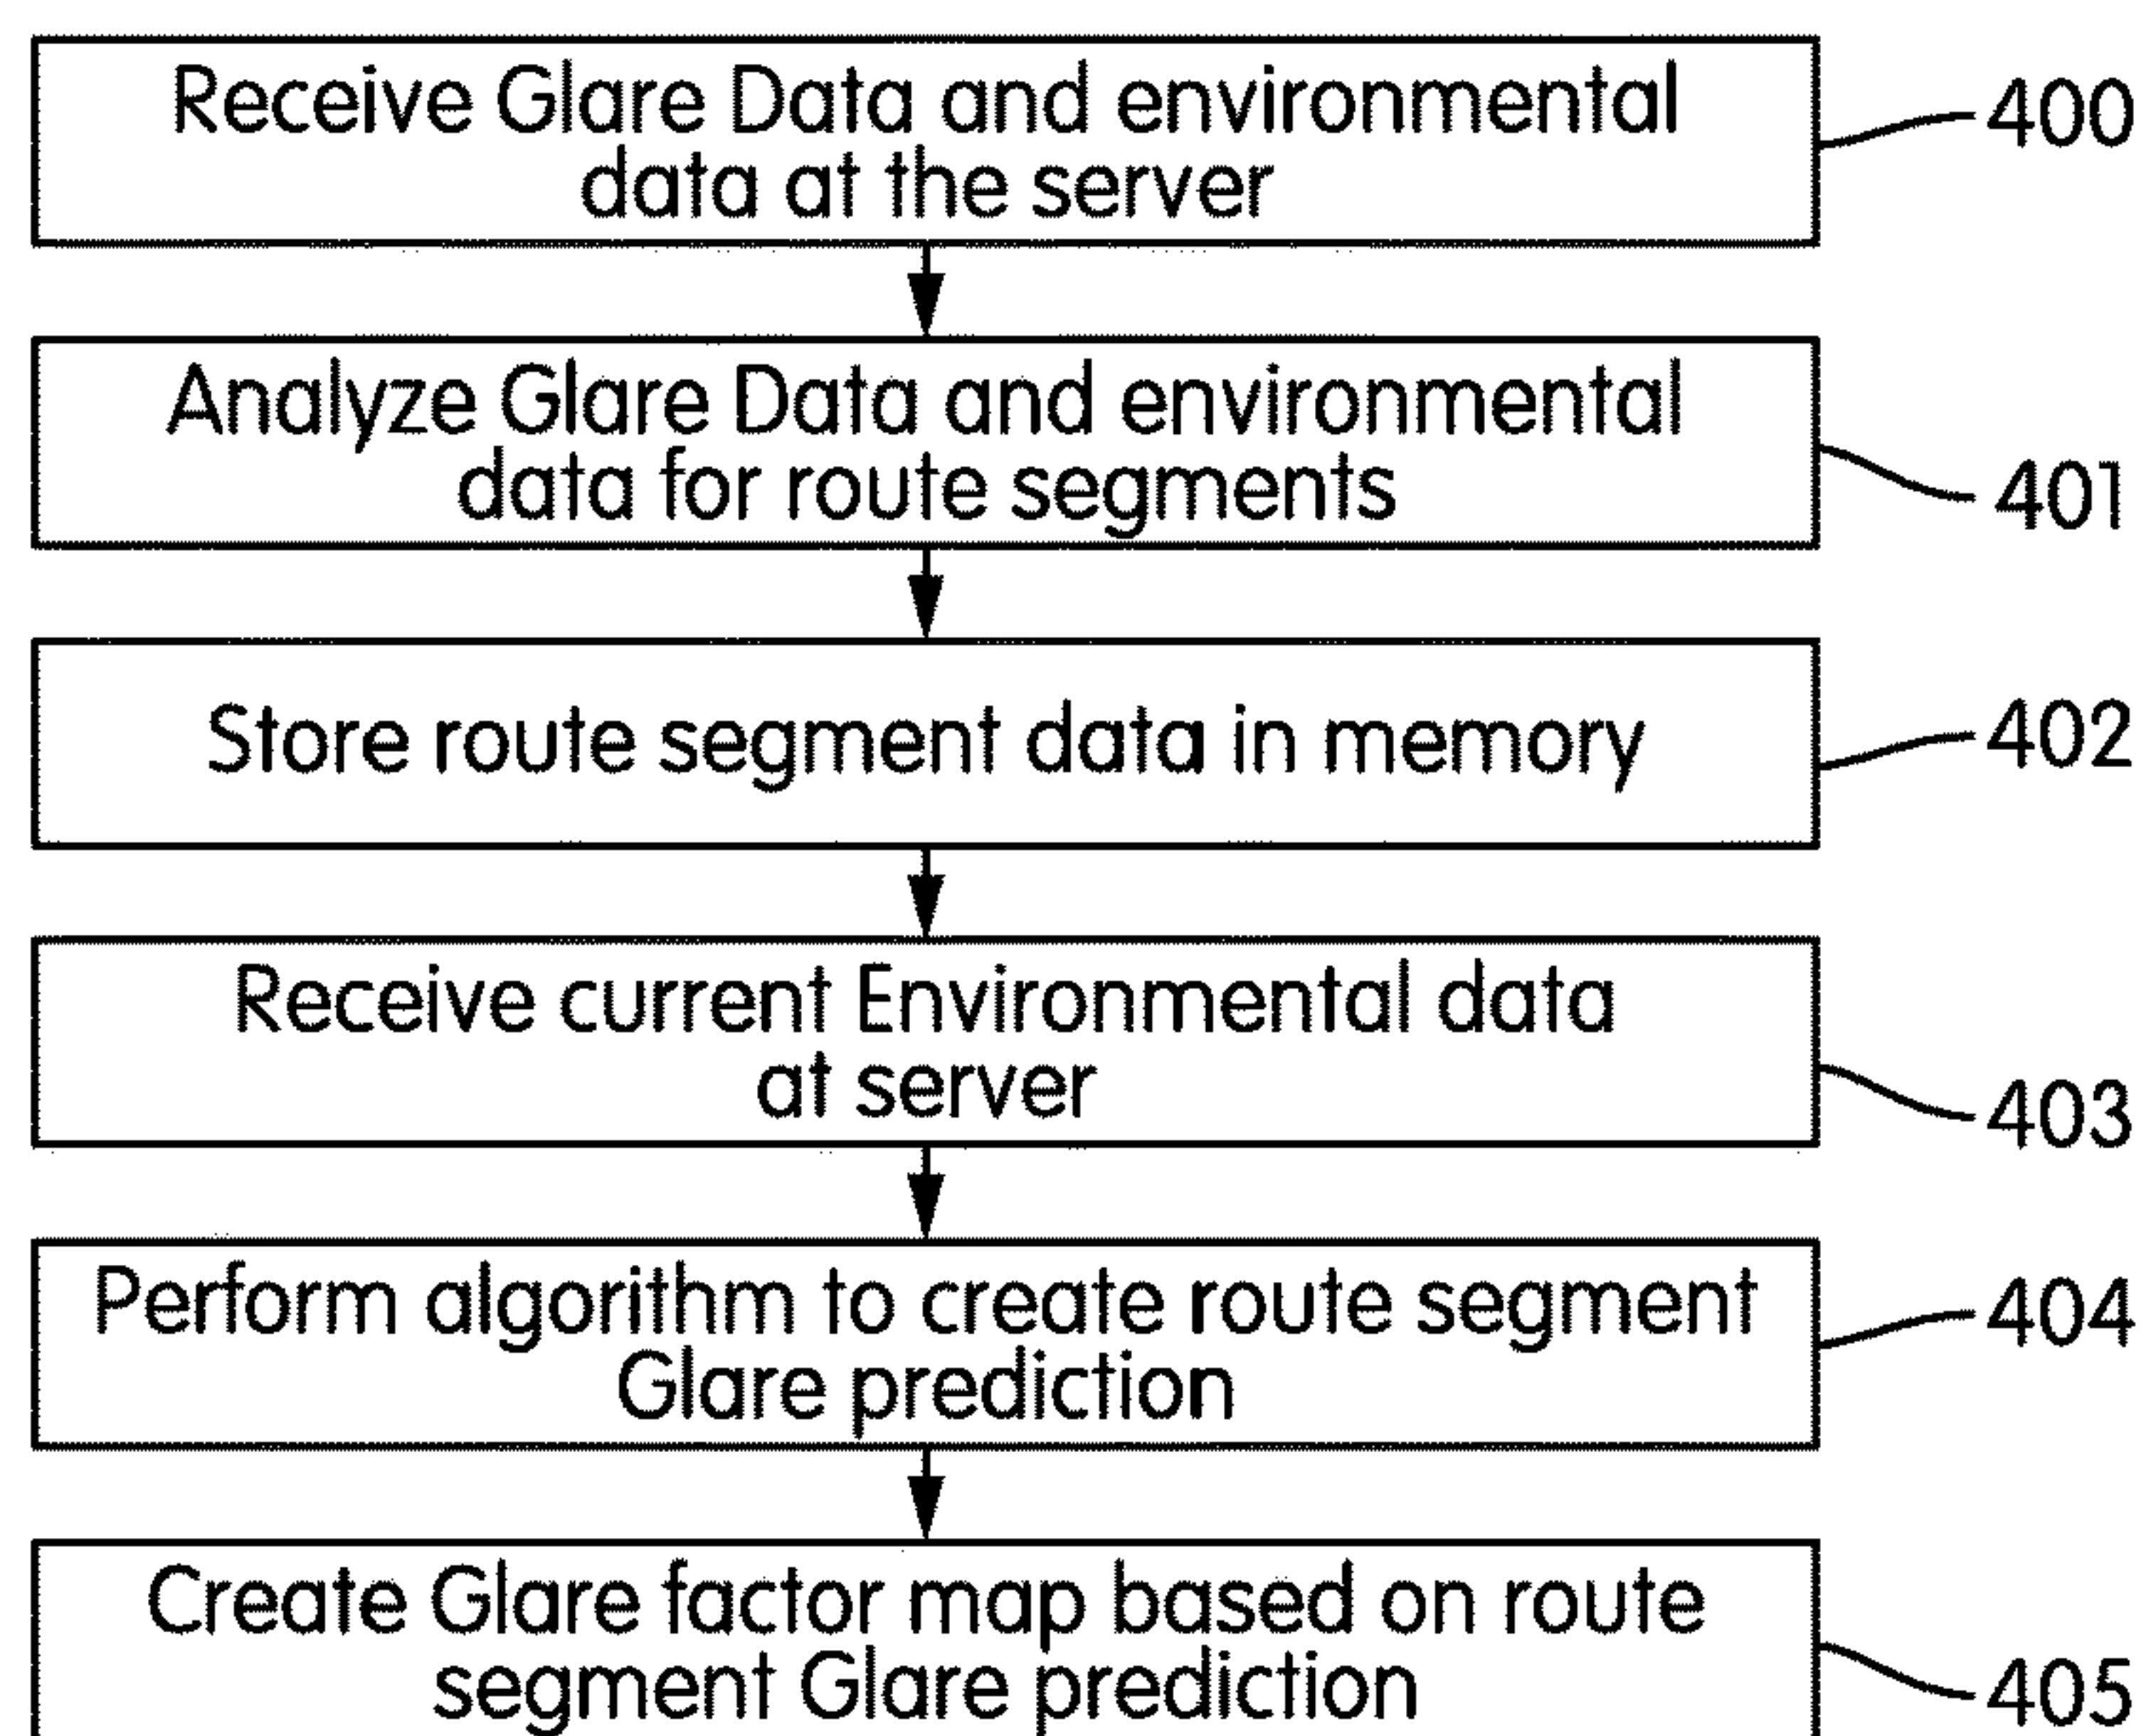 Receive Glare Data and environmental
data at the server
400
Analyze Glare Data and environmental
data for route segments
401
Store route segment data in memory
402
Receive current Environmental data
at server
403
Perform algorithm to create route segment
Glare prediction
404
Create Glare factor map based on route
segment Glare prediction
405